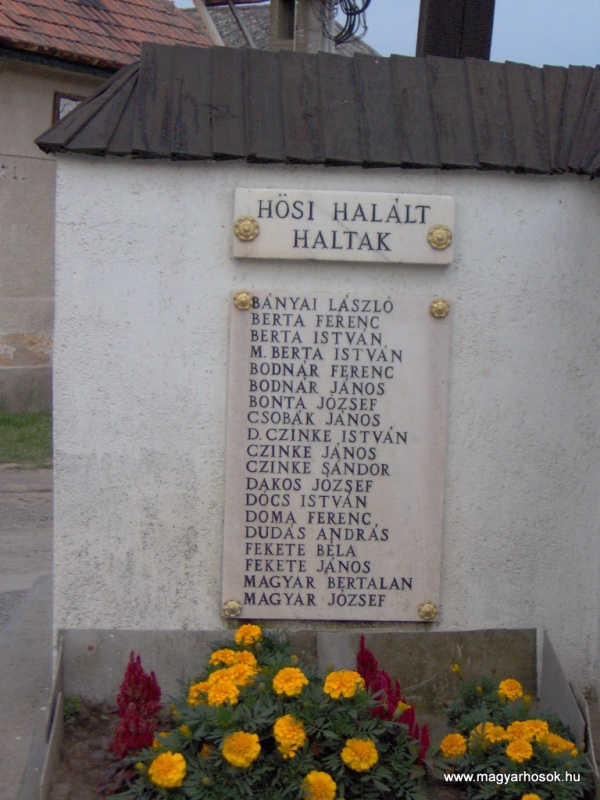 HŐSI HALÁLT
HALTAK
BÁNYAI LÁSZLÓ
BERTA FERENC
BERTA ISTVÁN
M. BERTA ISTVÁN
BODNÁR FERENC
BODNÁR JÁNOS
BONTA JÓZSEF
CSOBÁK JÁNOS
D. CZINKE ISTVÁN
CZINKE JÁNOS
CZINKE SÁNDOR
DAKOS JÓZSEF
DÓCS ISTVÁN
DOMA FERENC
DUDÁS ANDRÁS
FEKETE BÉLA
FEKETE JÁNOS
MAGYAR BERTALAN
MAGYAR JÓZSEF
www.magyarhosok.hu